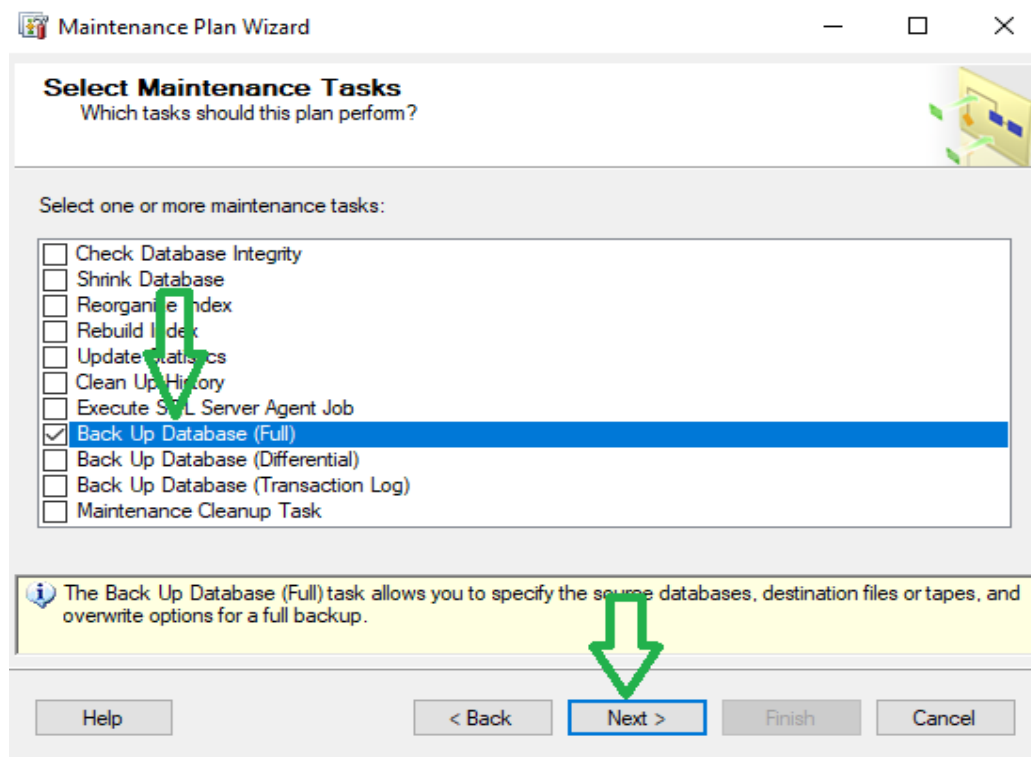 Maintenance Plan Wizard
Select Maintenance Tasks
Which tasks should this plan perform?
Select one or more maintenance tasks:
Check Database Integrity
Shrink Database
Reorganise Index
Rebuild Index
Update Statistics
Clean Up History
Execute SQL Server Agent Job
Back Up Database (Full)
Back Up Database (Differential)
Back Up Database (Transaction Log)
Maintenance Cleanup Task
The Back Up Database (Full) task allows you to specify the source databases, destination files or tapes, and
overwrite options for a full backup.
Help < Back Next > Finish Cancel